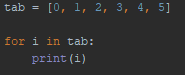 tab = [0, 1, 2, 3, 4, 5]
for i in tab:
    print(i)